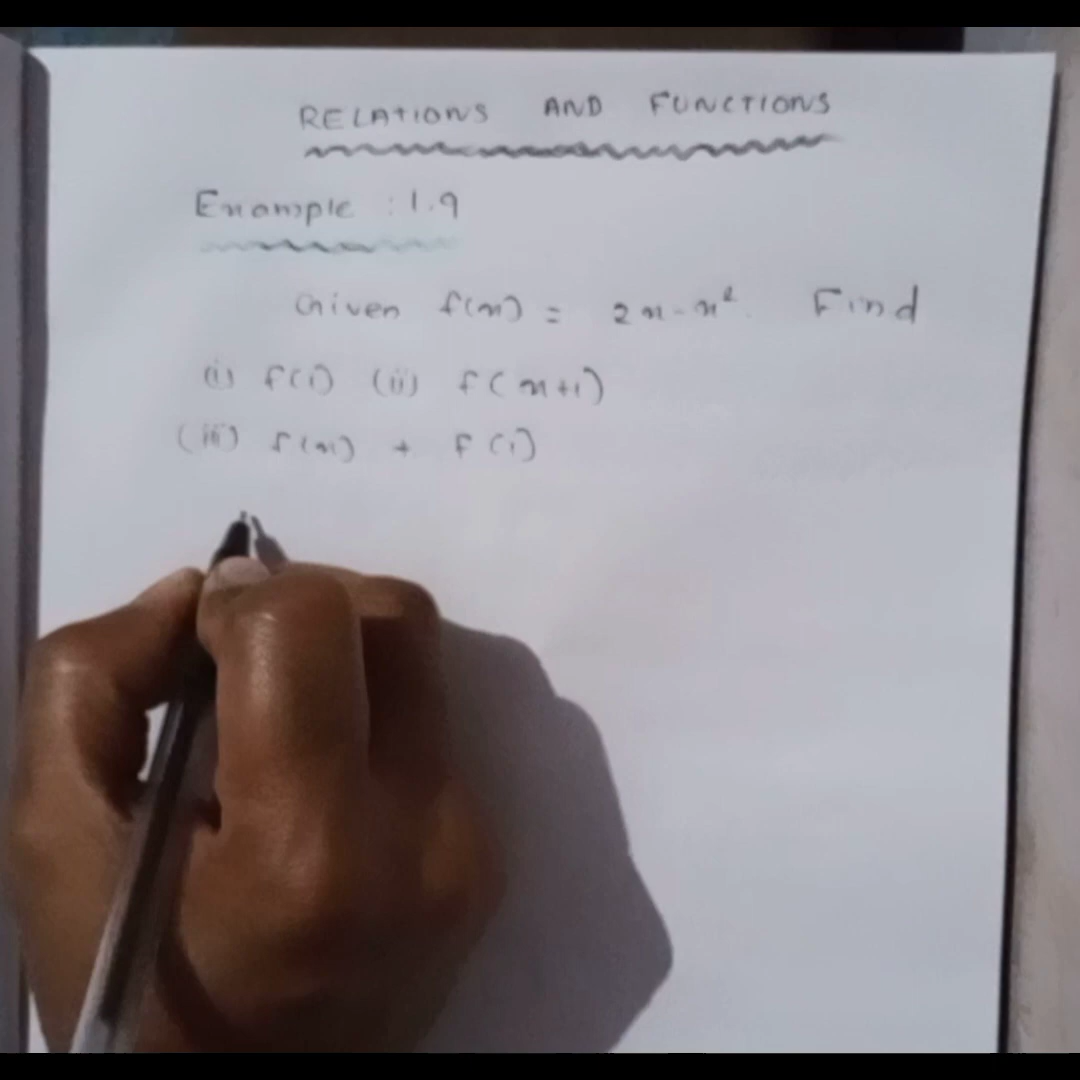 RELATIONS AND FUNCTIONS
Example : 1.9
Given f(x) = 2x - x². Find
(i) f(1) (ii) f(x+1)
(iii) f(x) + f(1)